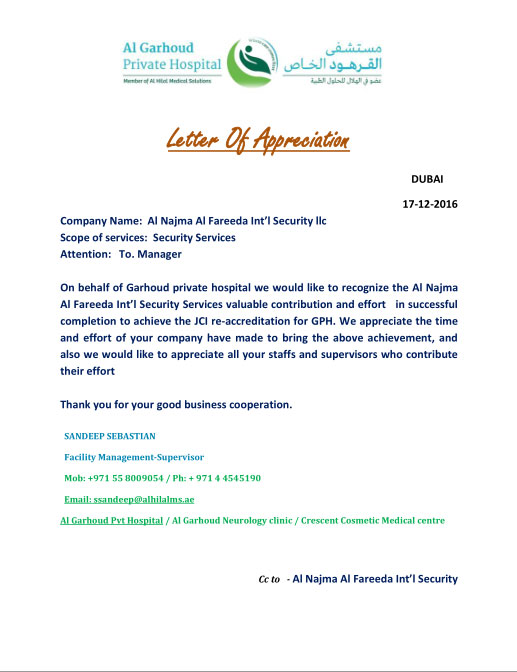 Al Garhoud
Private Hospital
Member of Al Hilal Medical Solutions
مستشفى
القرهود الخاص
عضو في الهلال للحلول الطبية
Letter Of Appreciation
DUBAI
17-12-2016
Company Name: Al Najma Al Fareeda Int’l Security llc
Scope of services: Security Services
Attention: To. Manager
On behalf of Garhoud private hospital we would like to recognize the Al Najma
Al Fareeda Int’l Security Services valuable contribution and effort in successful
completion to achieve the JCI re-accreditation for GPH. We appreciate the time
and effort of your company have made to bring the above achievement, and
also we would like to appreciate all your staffs and supervisors who contribute
their effort
Thank you for your good business cooperation.
SANDEEP SEBASTIAN
Facility Management-Supervisor
Mob: +971 55 8009054 / Ph: + 971 4 4545190
Email: ssandeep@alhilalms.ae
Al Garhoud Pvt Hospital / Al Garhoud Neurology clinic / Crescent Cosmetic Medical centre
Cc to - Al Najma Al Fareeda Int’l Security